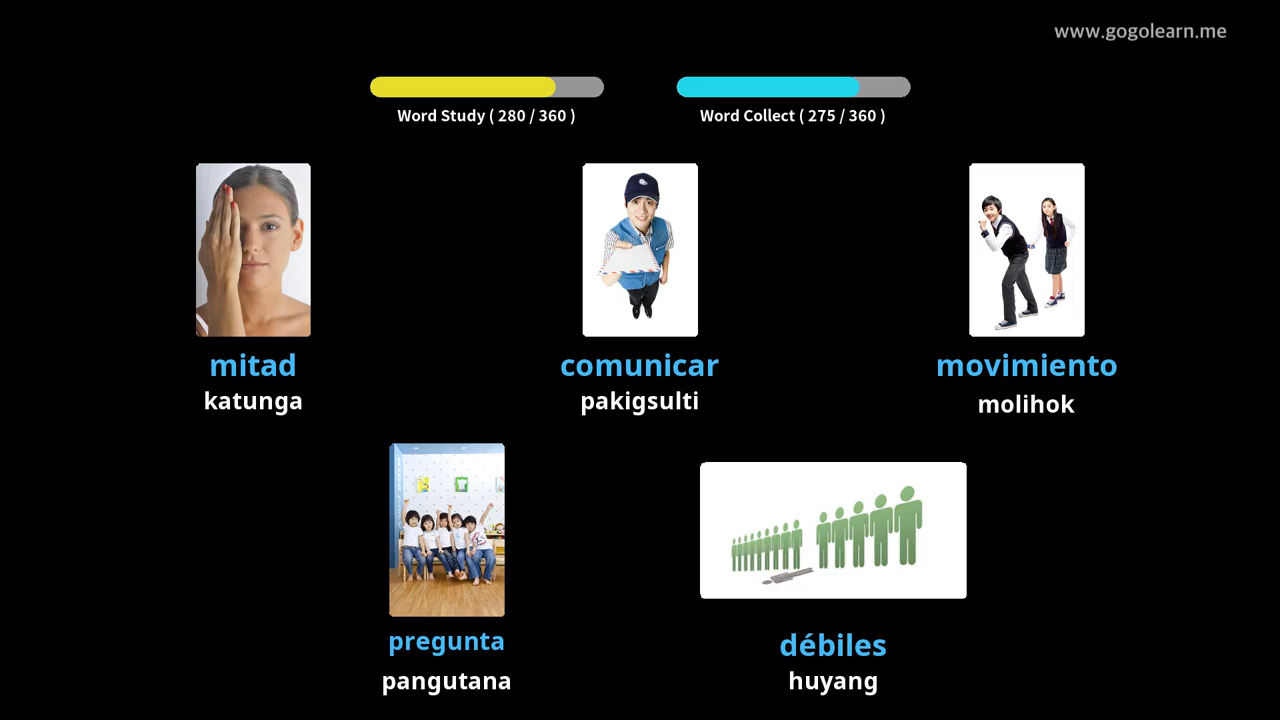 www.gogolearn.me
Word Study ( 280 / 360 )
Word Collect ( 275 / 360 )
mitad
katunga
comunicar
pakigsulti
movimiento
molihok
pregunta
pangutana
débiles
huyang